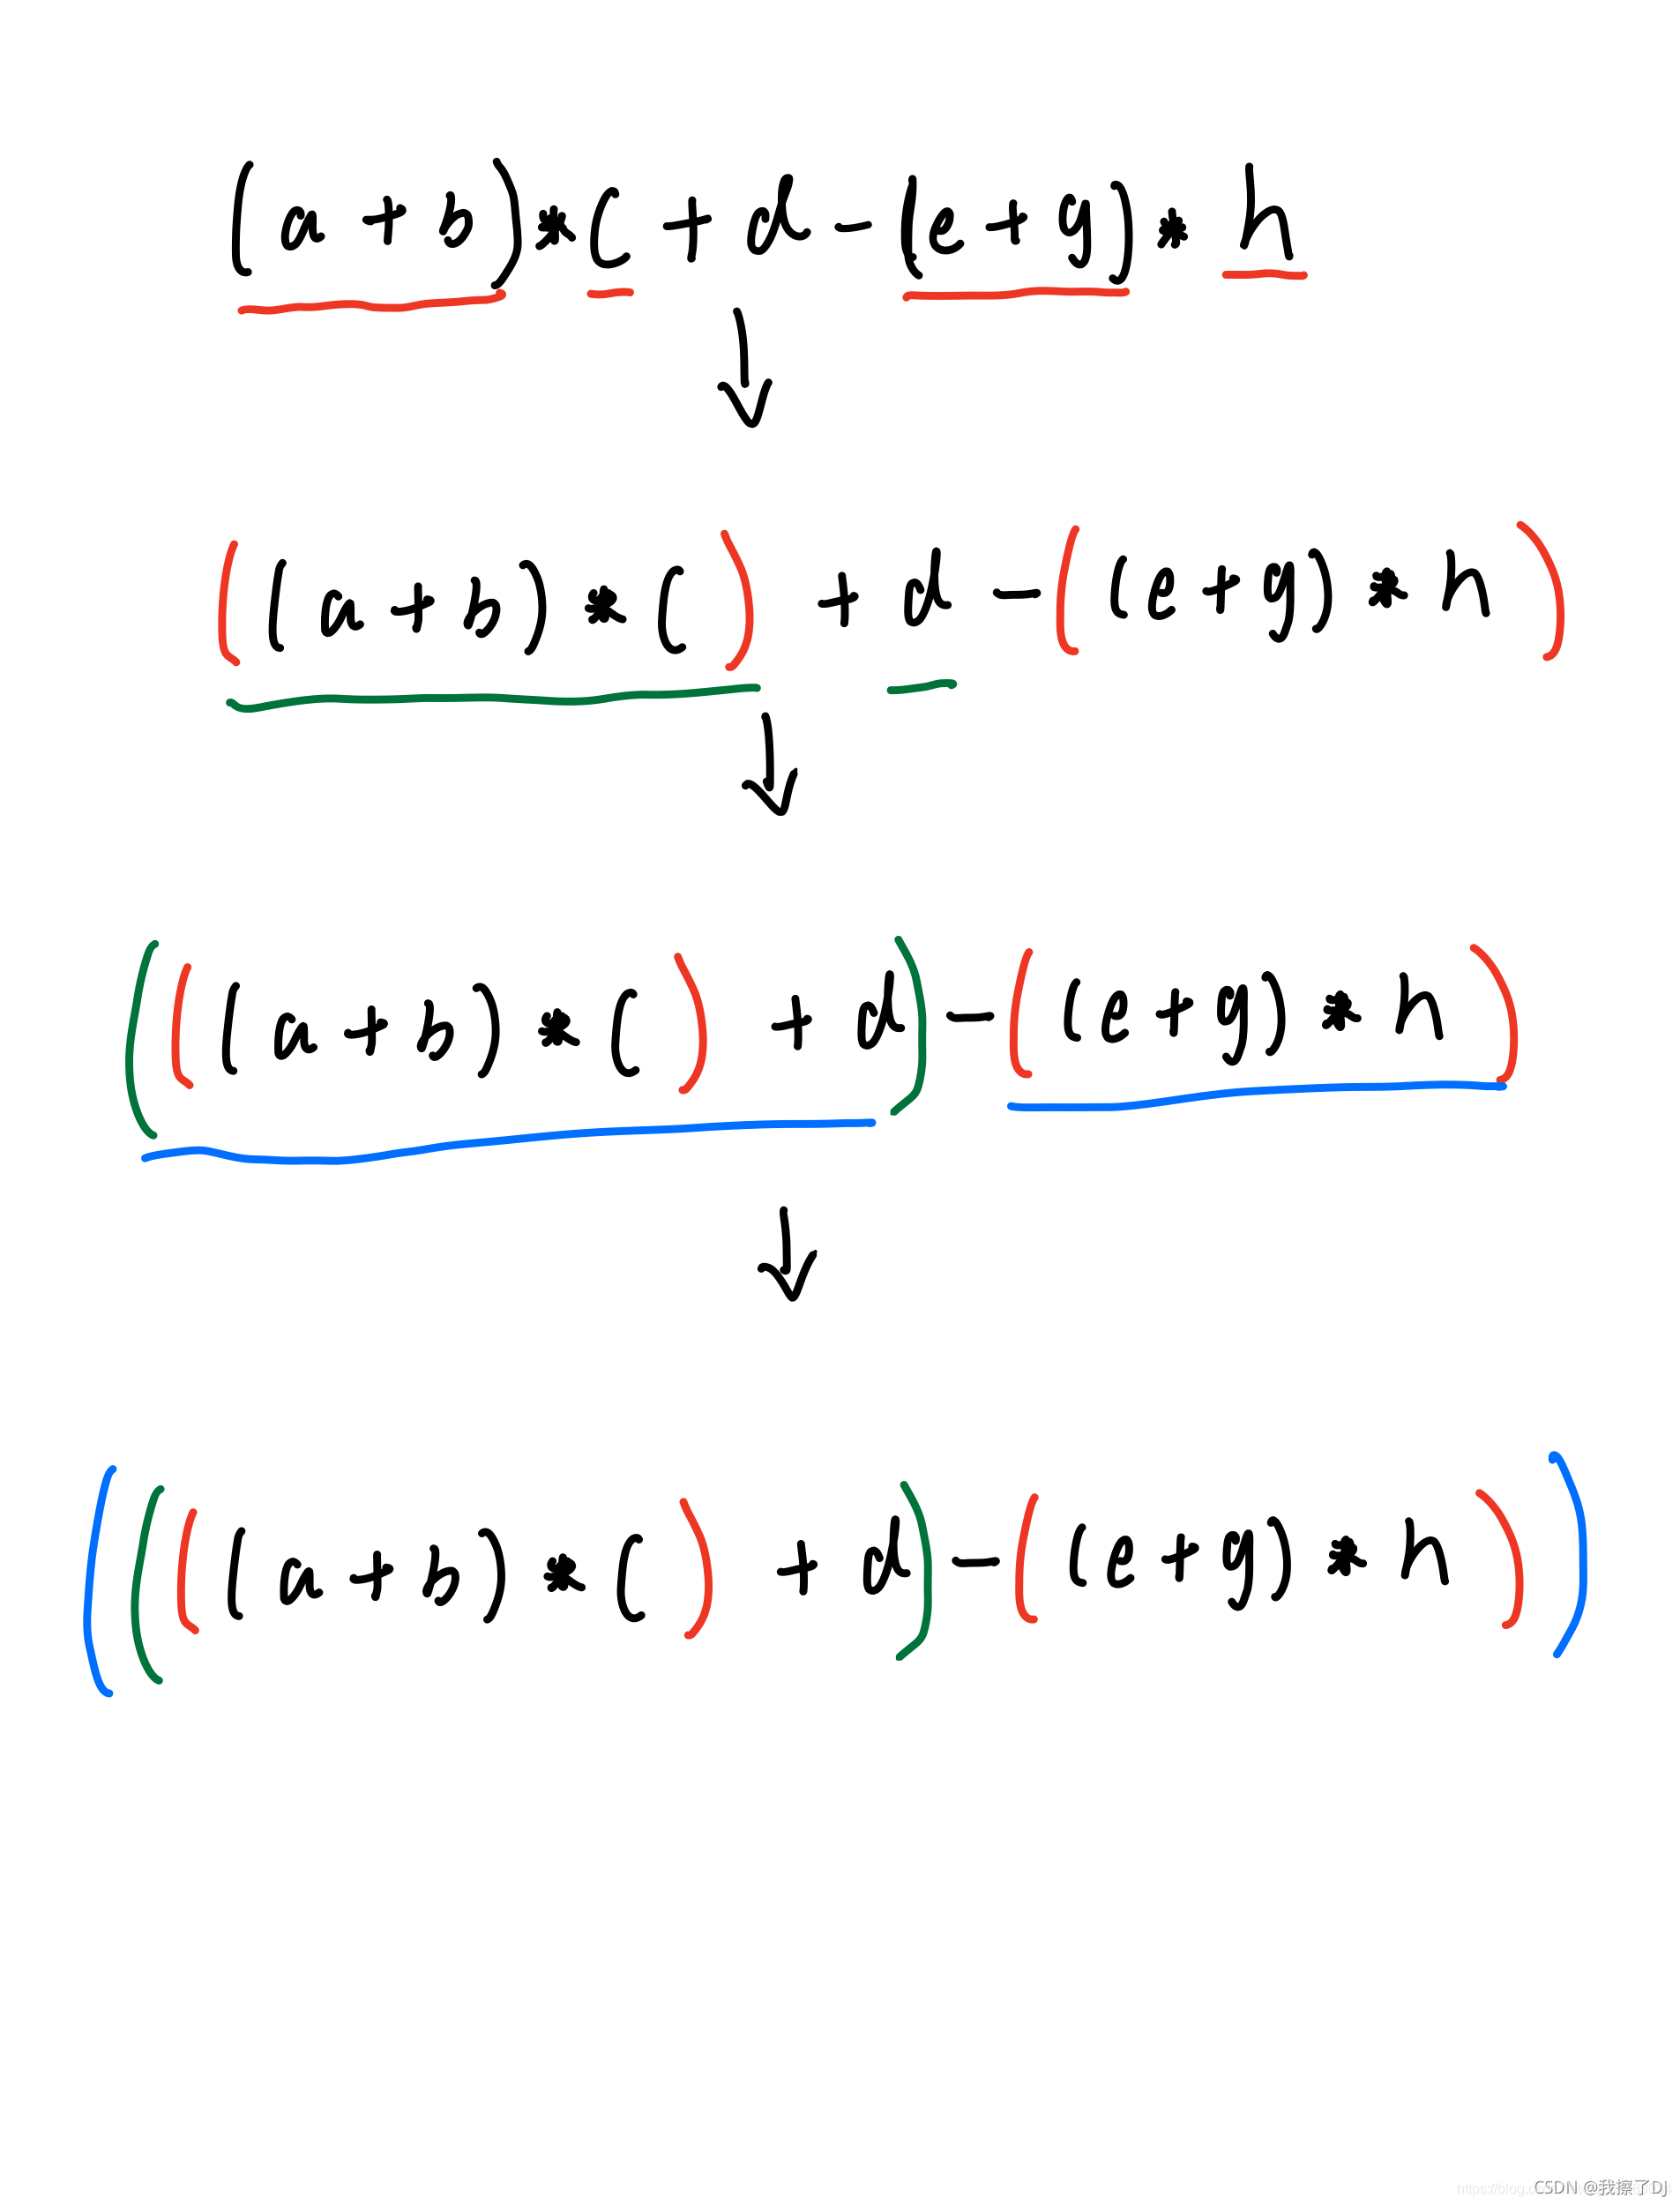 (a+b)*c+d-(e+g)*h
((a+b)*c)+d-((e+g)*h)
(((a+b)*c)+d)-((e+g)*h)
((((a+b)*c)+d)-((e+g)*h))
CSDN @我擦了DJ